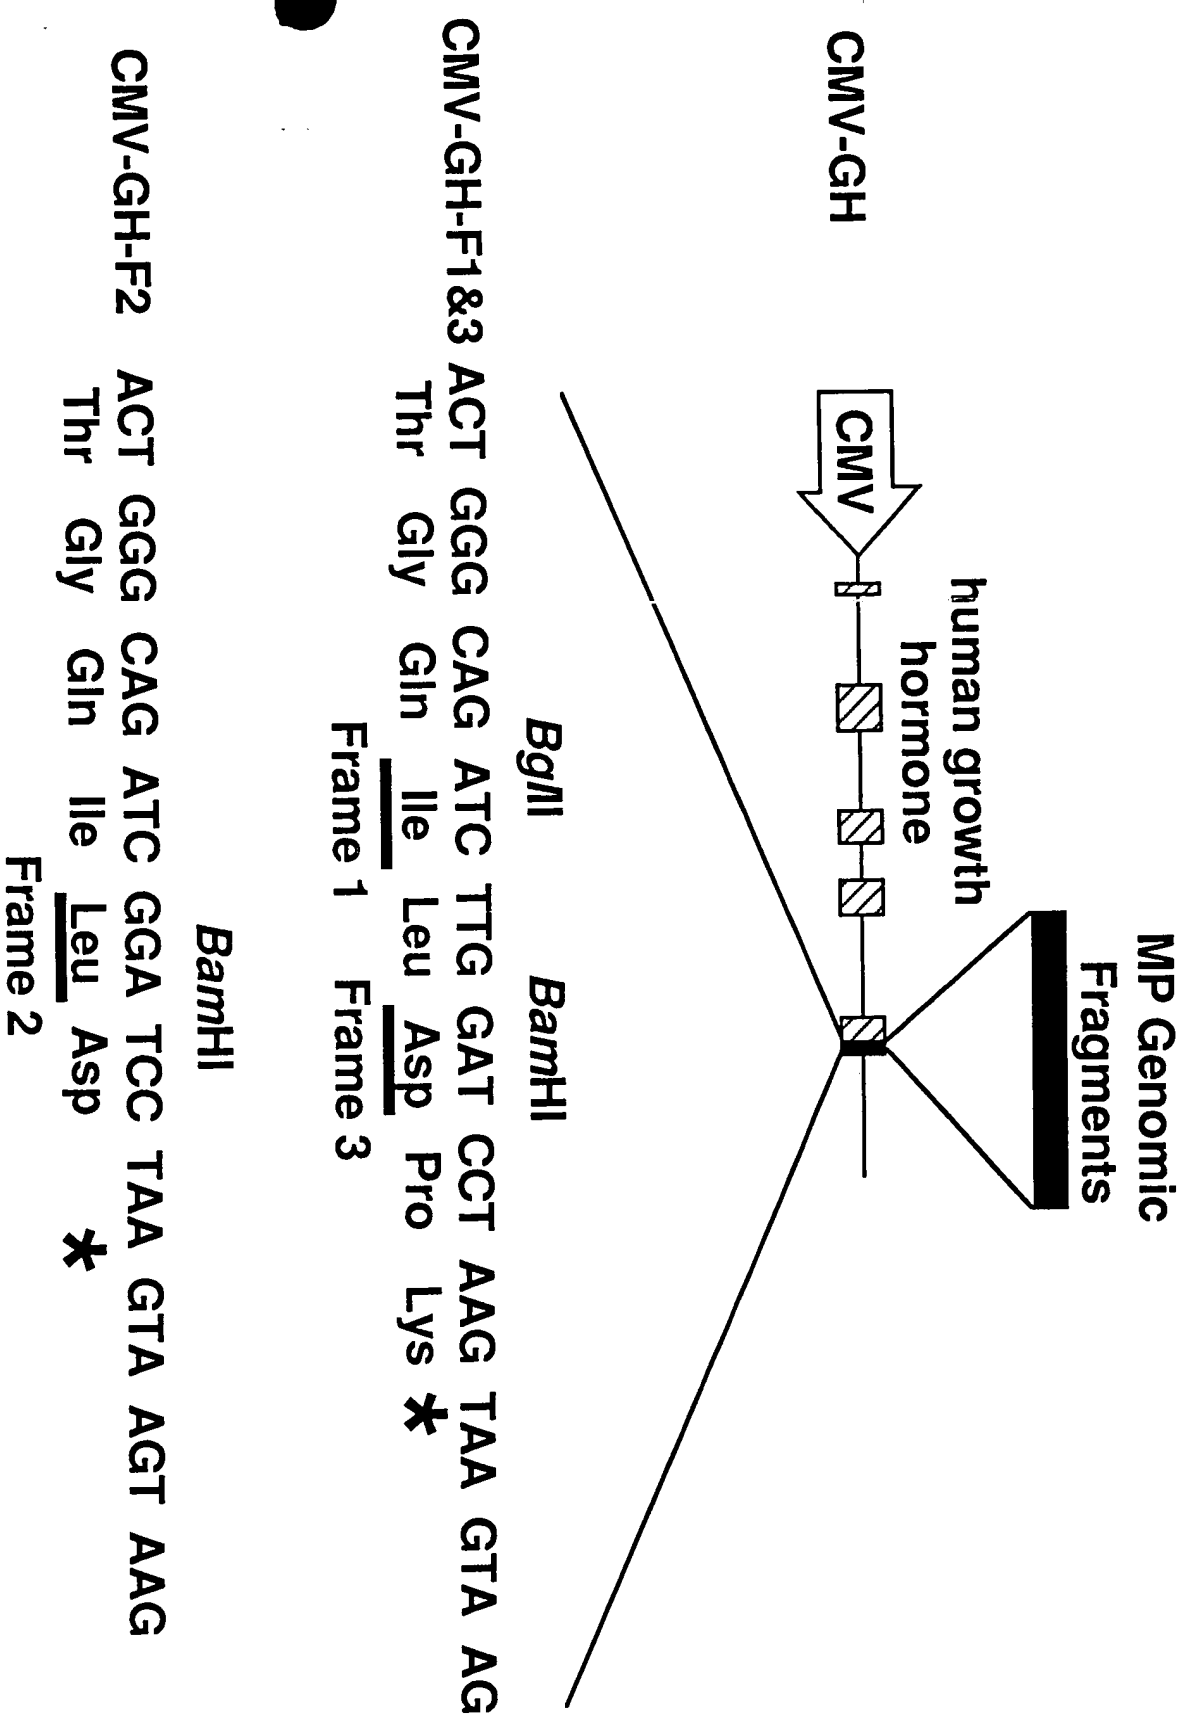 MP Genomic
Fragments
human growth
hormone
CMV-GH
CMV
BglII BamHI
CMV-GH-F1&3 ACT GGG CAG ATC TTG GAT CCT AAG TAA GTA AG
Thr Gly Gln Ile Leu Asp Pro Lys *
Frame 1 Frame 3
BamHI
CMV-GH-F2 ACT GGG CAG ATC GGA TCC TAA GTA AGT AAG
Thr Gly Gln Ile Leu Asp *
Frame 2